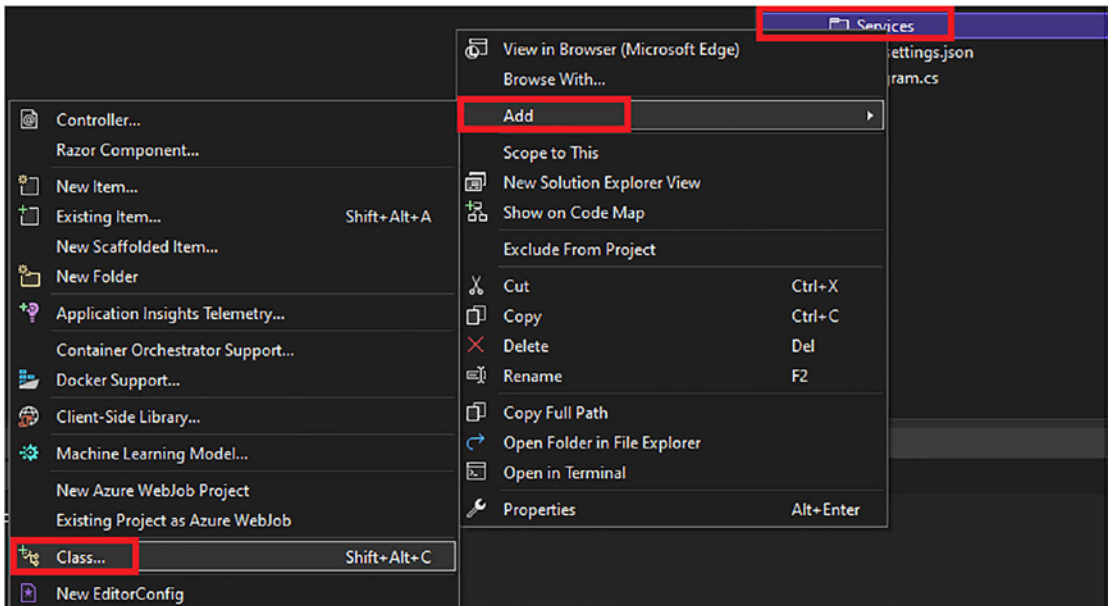 Services
settings.json
ram.cs
View in Browser (Microsoft Edge)
Browse With...
Add
Scope to This
New Solution Explorer View
Show on Code Map
Exclude From Project
Cut Ctrl+X
Copy Ctrl+C
Delete Del
Rename F2
Copy Full Path
Open Folder in File Explorer
Open in Terminal
Properties Alt+Enter
Controller...
Razor Component...
New Item...
Existing Item... Shift+Alt+A
New Scaffolded Item...
New Folder
Application Insights Telemetry...
Container Orchestrator Support...
Docker Support...
Client-Side Library...
Machine Learning Model...
New Azure WebJob Project
Existing Project as Azure WebJob
Class... Shift+Alt+C
New EditorConfig